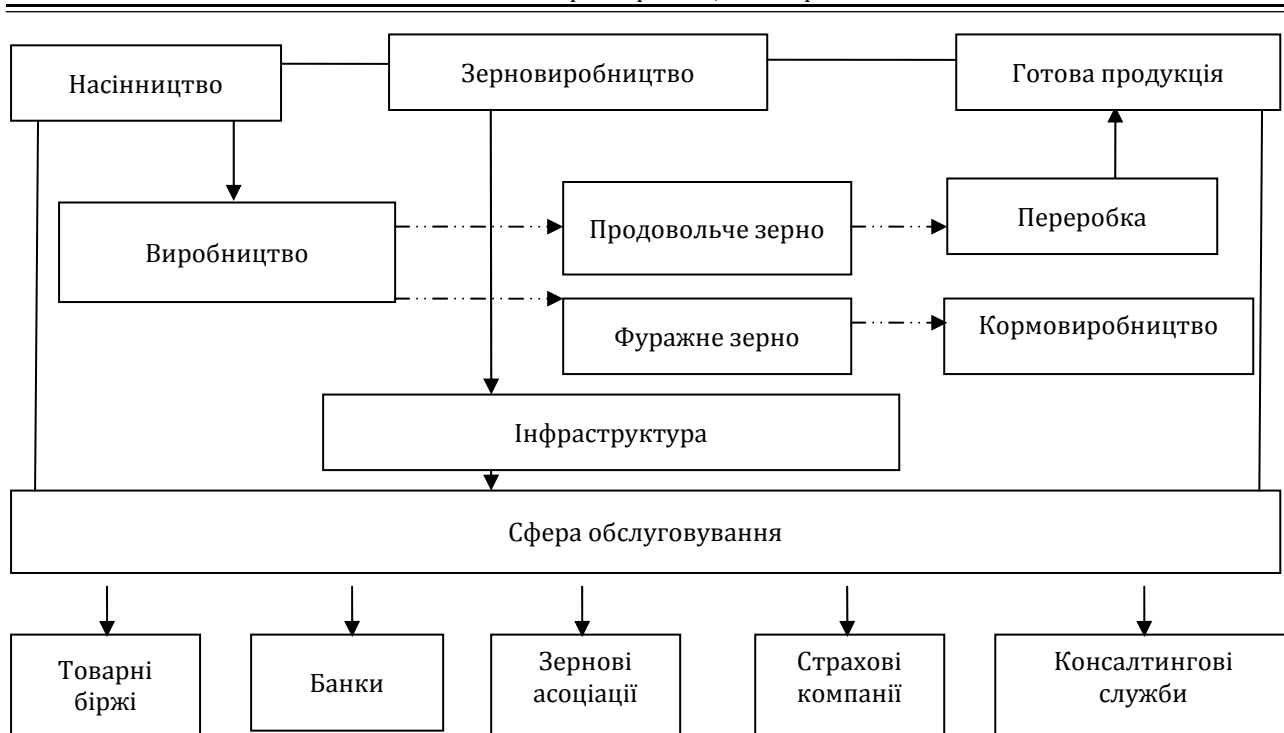 Насінництво
Зерновиробництво
Готова продукція
Виробництво
Продовольче зерно
Переробка
Фуражне зерно
Кормовиробництво
Інфраструктура
Сфера обслуговування
Товарні
біржі
Банки
Зернові
асоціації
Страхові
компанії
Консалтингові
служби